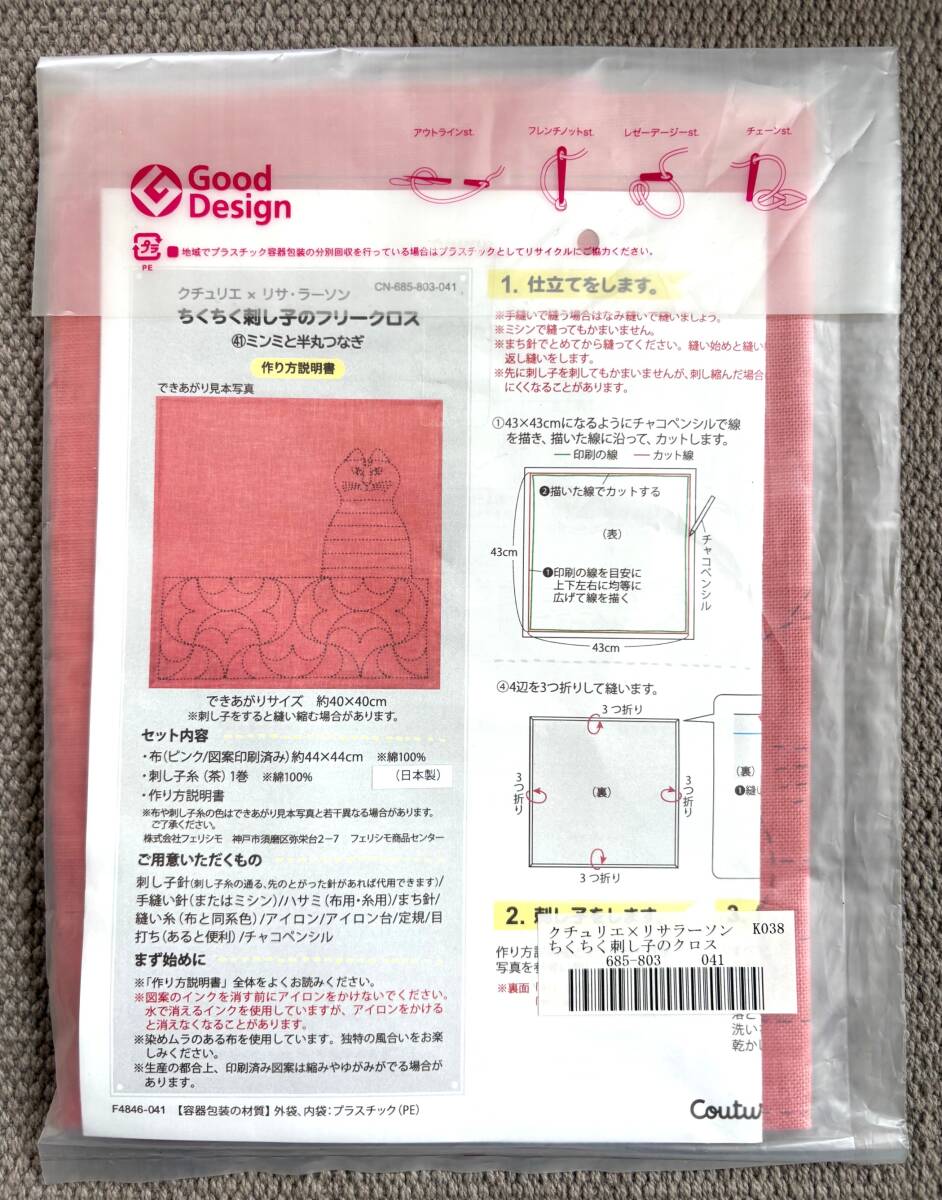 アウトラインst.
フレンチノットst.
レゼーデージーst.
チェーンst.
Good
Design
プラ
PE
■地域でプラスチック容器包装の分別回収を行っている場合はプラスチックとしてリサイクルにご協力ください。
クチュリエ × リサ・ラーソン
CN-685-803-041
ちくちく刺し子のフリークロス
㊶ミンミと半丸つなぎ
作り方説明書
できあがり見本写真
できあがりサイズ 約40×40cm
※刺し子をすると縫い縮む場合があります。
セット内容
・布(ピンク/図案印刷済み)約44×44cm ※綿100%
・刺し子糸(茶)1巻 ※綿100%
(日本製)
・作り方説明書
※布や刺し子糸の色はできあがり見本写真と若干異なる場合があります。
ご了承ください。
株式会社フェリシモ 神戸市須磨区弥栄台2−7 フェリシモ商品センター
ご用意いただくもの
刺し子針(刺し子糸の通る、先のとがった針があれば代用できます)/
手縫い針(またはミシン)/ハサミ(布用・糸用)/まち針/
縫い糸(布と同系色)/アイロン/アイロン台/定規/目
打ち(あると便利)/チャコペンシル
まず始めに
※「作り方説明書」全体をよくお読みください。
※図案のインクを消す前にアイロンをかけないでください。
水で消えるインクを使用していますが、アイロンをかける
と消えなくなることがあります。
※染めムラのある布を使用しています。独特の風合いをお楽
しみください。
※生産の都合上、印刷済み図案は縮みやゆがみがでる場合が
あります。
F4846-041 【容器包装の材質】外袋、内袋:プラスチック(PE)
1. 仕立てをします。
※手縫いで縫う場合はなみ縫いで縫いましょう。
※ミシンで縫ってもかまいません。
※まち針でとめてから縫ってください。縫い始めと縫い
返し縫いをします。
※先に刺し子を刺してもかまいませんが、刺し縮んだ場合
にくくなることがあります。
①43×43cmになるようにチャコペンシルで線
を描き、描いた線に沿って、カットします。
印刷の線 カット線
❷描いた線でカットする
(表)
43cm
❶印刷の線を目安に
上下左右に均等に
広げて線を描く
チャコペンシル
43cm
④4辺を3つ折りして縫います。
3つ折り
3つ折り
(裏)
3つ折り
3つ折り
(裏)
❶縫い
2. 刺し子をします
3.
作り方
写真を
※裏面
クチュリエ×リサラーソン K038
ちくちく刺し子のクロス
685-803 041
洗い
乾か
Coutu